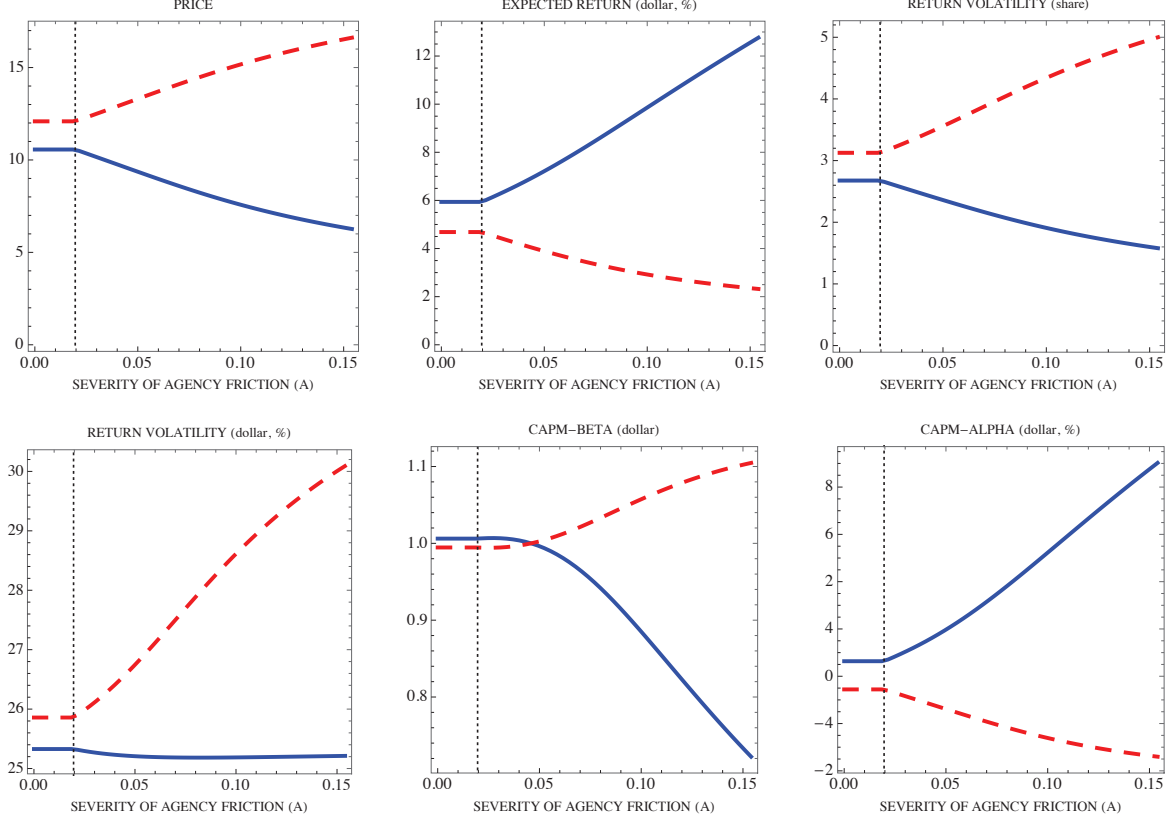 PRICE
15
10
5
0
0.00 0.05 0.10 0.15
SEVERITY OF AGENCY FRICTION (A)
EXPECTED RETURN (dollar, %)
12
10
8
6
4
2
0
0.00 0.05 0.10 0.15
SEVERITY OF AGENCY FRICTION (A)
RETURN VOLATILITY (share)
5
4
3
2
1
0
0.00 0.05 0.10 0.15
SEVERITY OF AGENCY FRICTION (A)
RETURN VOLATILITY (dollar, %)
30
29
28
27
26
25
0.00 0.05 0.10 0.15
SEVERITY OF AGENCY FRICTION (A)
CAPM−BETA (dollar)
1.1
1.0
0.9
0.8
0.00 0.05 0.10 0.15
SEVERITY OF AGENCY FRICTION (A)
CAPM−ALPHA (dollar, %)
8
6
2
4
0
−4
−2
0.00 0.05 0.10 0.15
SEVERITY OF AGENCY FRICTION (A)